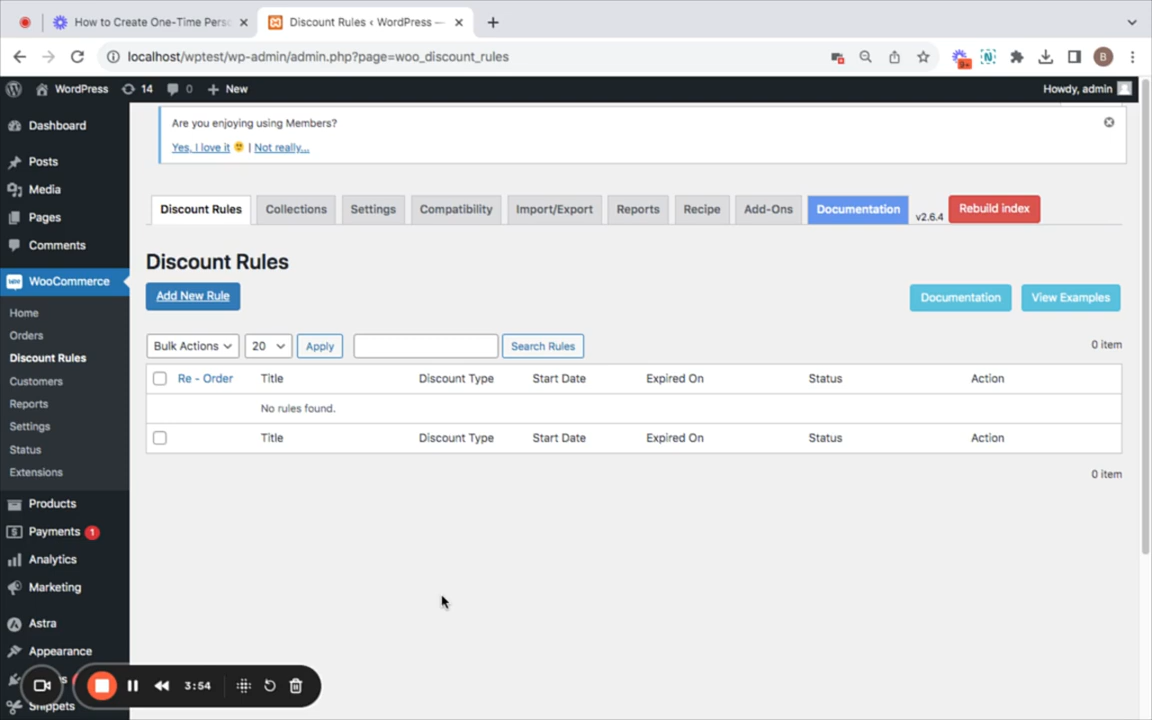 How to Create One-Time Perso
Discount Rules ‹ WordPress —
localhost/wptest/wp-admin/admin.php?page=woo_discount_rules
9+
B
WordPress
14
0
New
Howdy, admin
Dashboard
Posts
Media
Pages
Comments
WooCommerce
Home
Orders
Discount Rules
Customers
Reports
Settings
Status
Extensions
Products
Payments 1
Analytics
Marketing
Astra
Appearance
Snippets
Are you enjoying using Members?
Yes, I love it | Not really...
Discount Rules
Collections
Settings
Compatibility
Import/Export
Reports
Recipe
Add-Ons
Documentation
v2.6.4
Rebuild index
Discount Rules
Add New Rule
Documentation
View Examples
Bulk Actions
20
Apply
Search Rules
0 item
Re - Order Title Discount Type Start Date Expired On Status Action
No rules found.
Title Discount Type Start Date Expired On Status Action
0 item
3:54